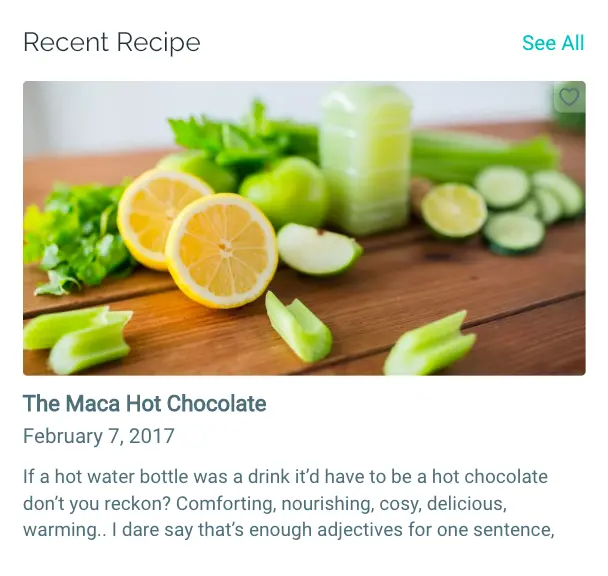 Recent Recipe
See All
The Maca Hot Chocolate
February 7, 2017
If a hot water bottle was a drink it’d have to be a hot chocolate
don’t you reckon? Comforting, nourishing, cosy, delicious,
warming.. I dare say that’s enough adjectives for one sentence,